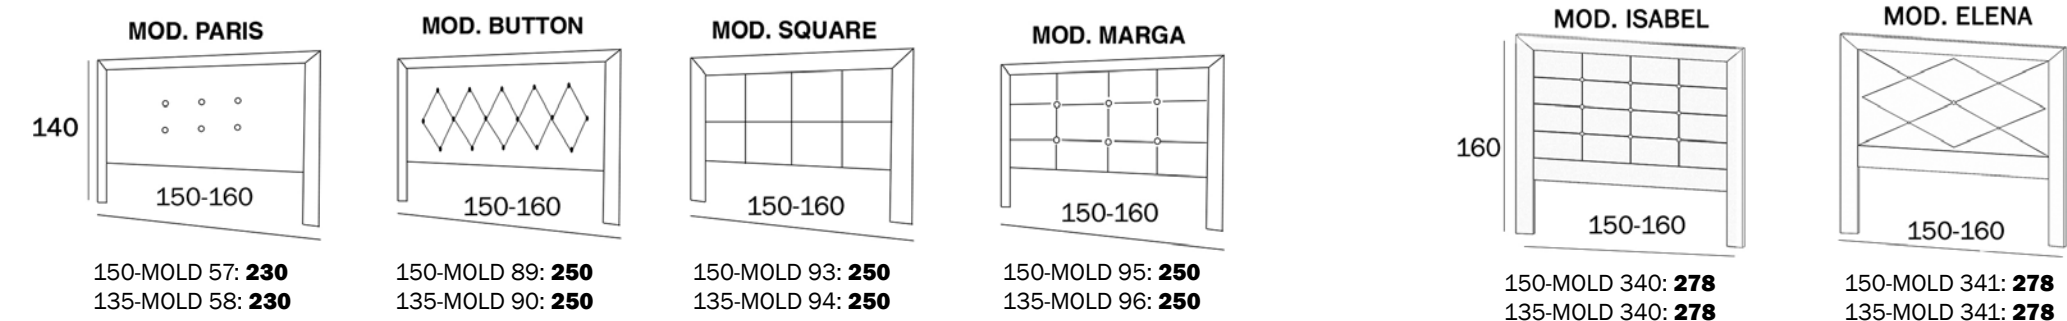 MOD. PARIS
140
150-160
150-MOLD 57: 230
135-MOLD 58: 230
MOD. BUTTON
150-160
150-MOLD 89: 250
135-MOLD 90: 250
MOD. SQUARE
150-160
150-MOLD 93: 250
135-MOLD 94: 250
MOD. MARGA
150-160
150-MOLD 95: 250
135-MOLD 96: 250
MOD. ISABEL
160
150-160
150-MOLD 340: 278
135-MOLD 340: 278
MOD. ELENA
150-160
150-MOLD 341: 278
135-MOLD 341: 278